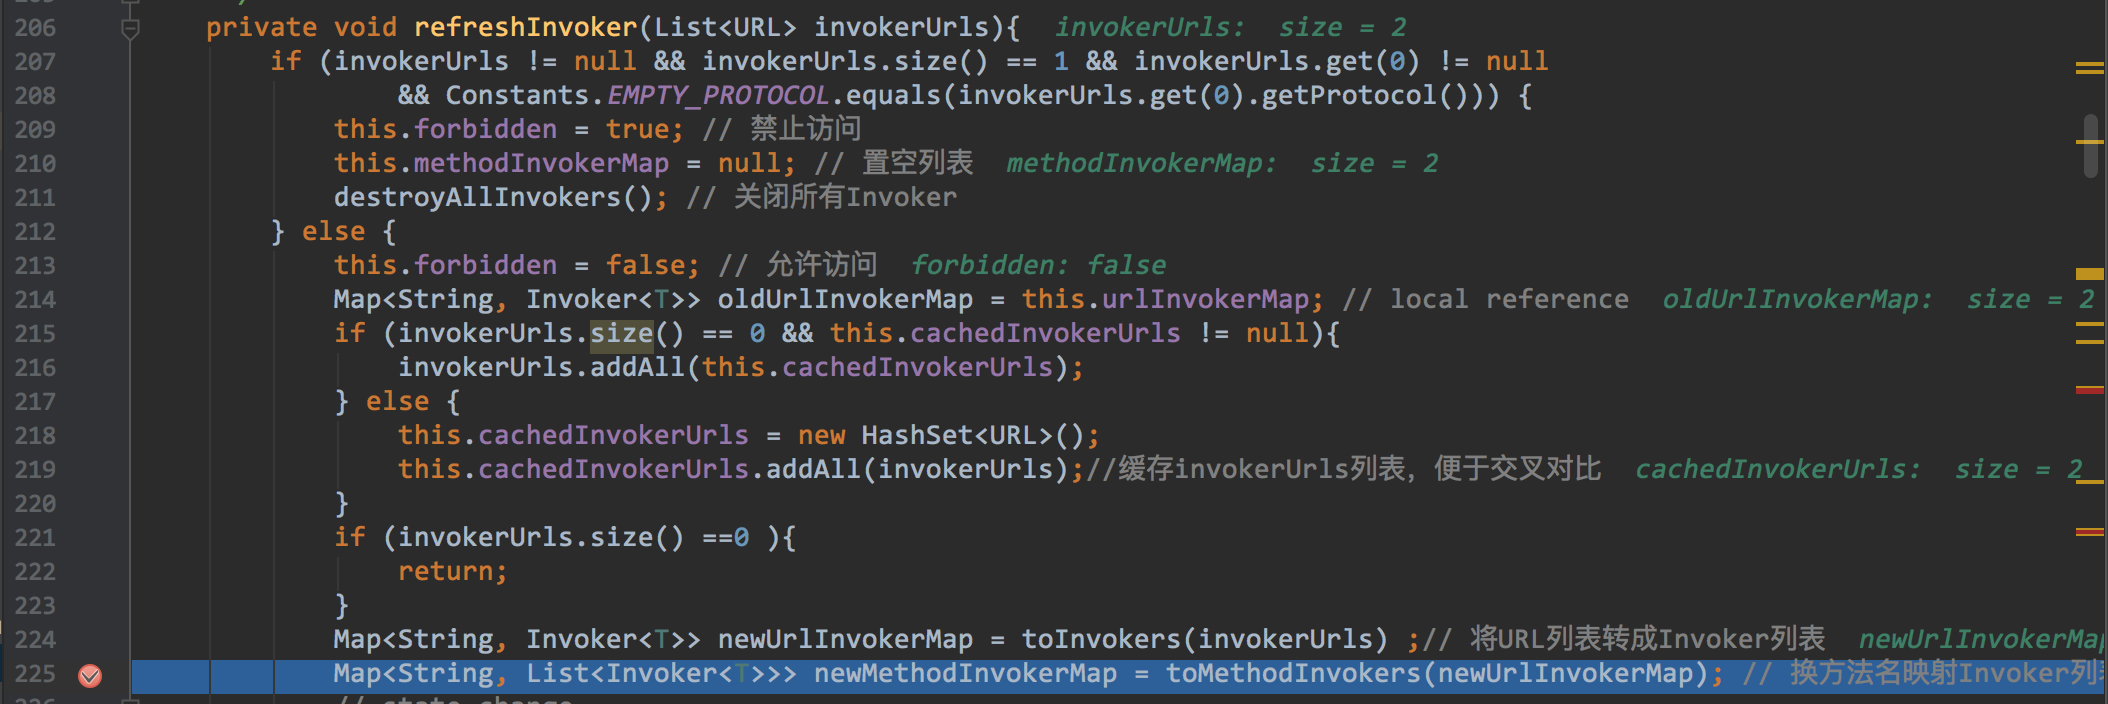 206 private void refreshInvoker(List<URL> invokerUrls){ invokerUrls: size = 2
207 if (invokerUrls != null && invokerUrls.size() == 1 && invokerUrls.get(0) != null
208 && Constants.EMPTY_PROTOCOL.equals(invokerUrls.get(0).getProtocol())) {
209 this.forbidden = true; // 禁止访问
210 this.methodInvokerMap = null; // 置空列表 methodInvokerMap: size = 2
211 destroyAllInvokers(); // 关闭所有Invoker
212 } else {
213 this.forbidden = false; // 允许访问 forbidden: false
214 Map<String, Invoker<T>> oldUrlInvokerMap = this.urlInvokerMap; // local reference oldUrlInvokerMap: size = 2
215 if (invokerUrls.size() == 0 && this.cachedInvokerUrls != null){
216 invokerUrls.addAll(this.cachedInvokerUrls);
217 } else {
218 this.cachedInvokerUrls = new HashSet<URL>();
219 this.cachedInvokerUrls.addAll(invokerUrls);//缓存invokerUrls列表，便于交叉对比 cachedInvokerUrls: size = 2
220 }
221 if (invokerUrls.size() ==0 ){
222 return;
223 }
224 Map<String, Invoker<T>> newUrlInvokerMap = toInvokers(invokerUrls) ;// 将URL列表转成Invoker列表 newUrlInvokerMap
225 Map<String, List<Invoker<T>>> newMethodInvokerMap = toMethodInvokers(newUrlInvokerMap); // 换方法名映射Invoker列
// state change